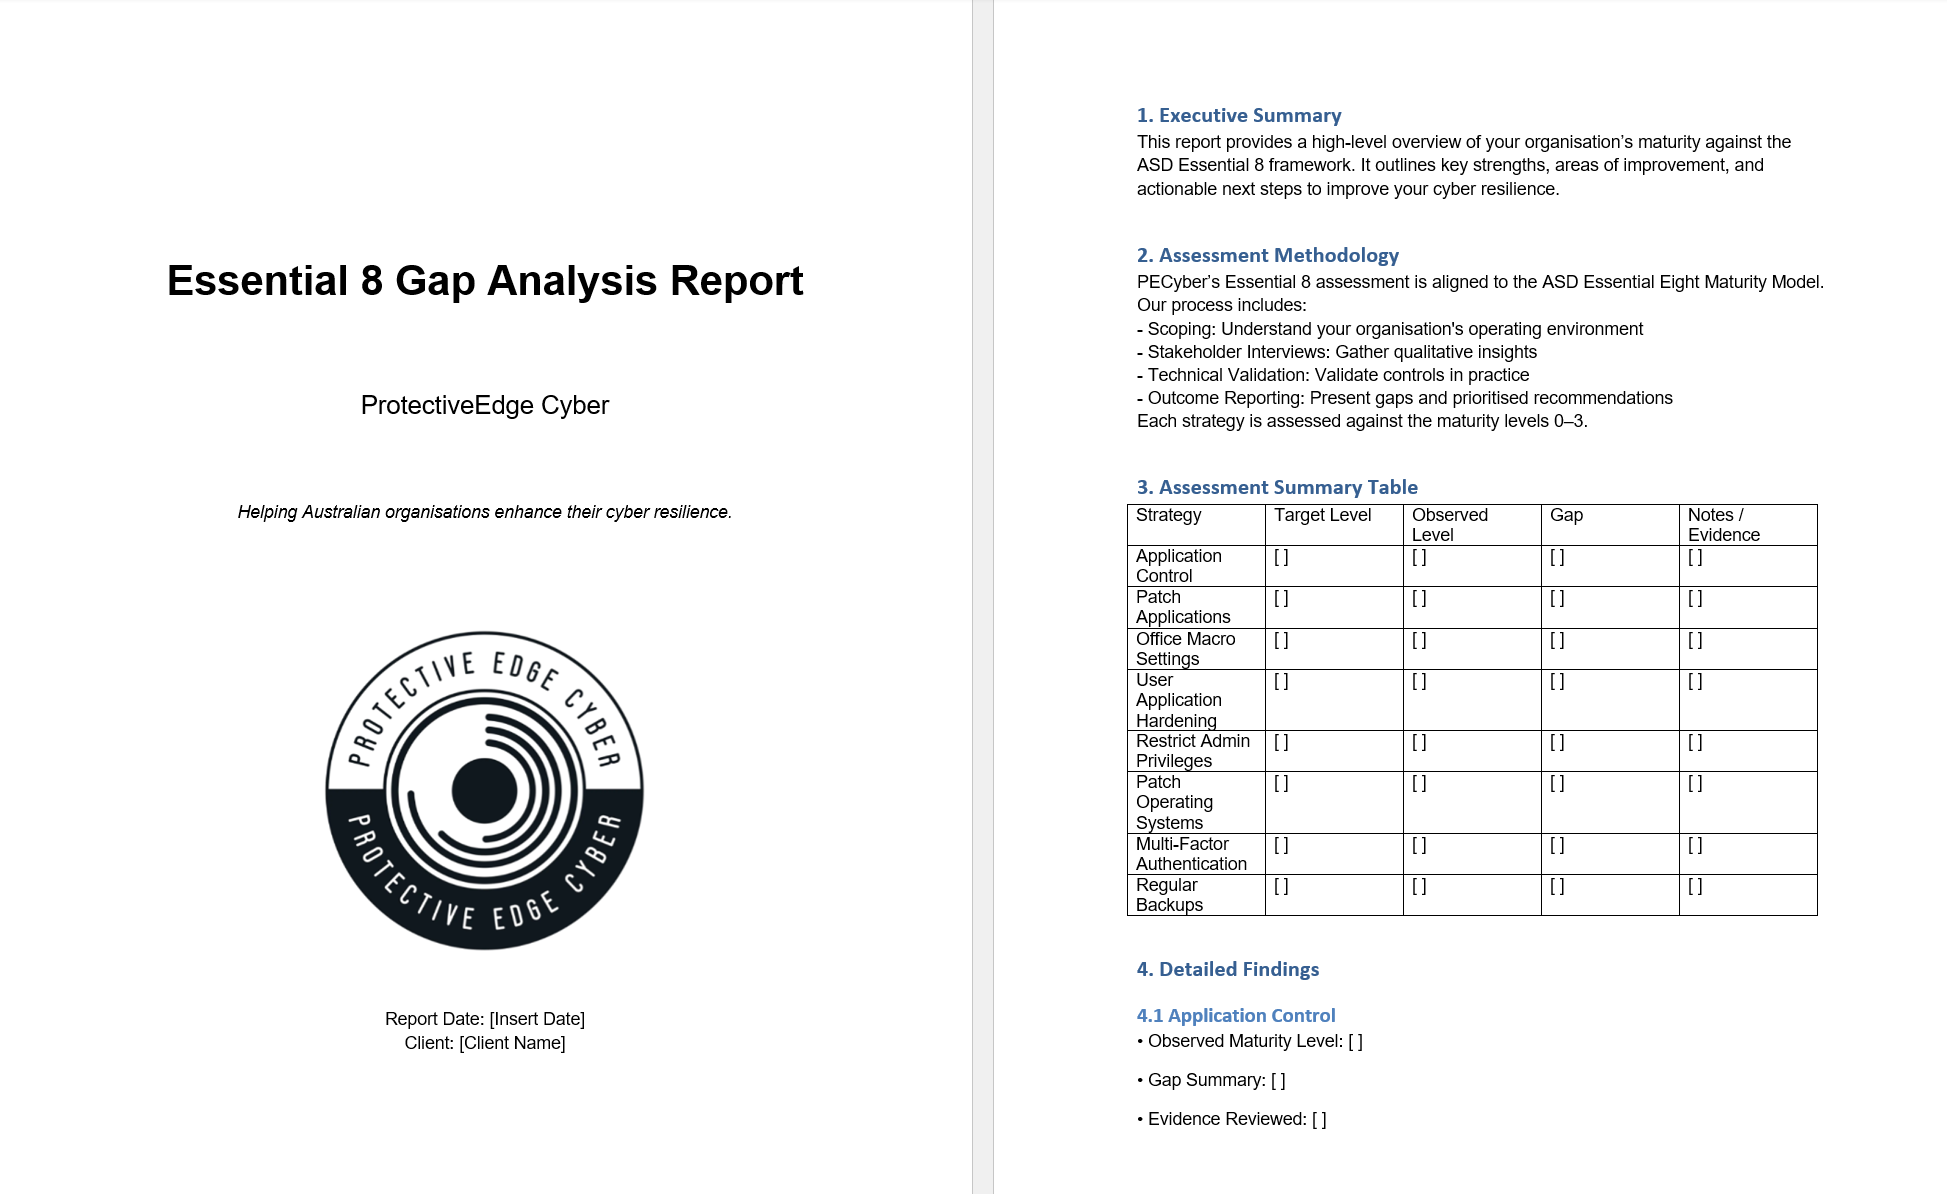 Essential 8 Gap Analysis Report
ProtectiveEdge Cyber
Helping Australian organisations enhance their cyber resilience.
PROTECTIVE EDGE CYBER
PROTECTIVE EDGE CYBER
Report Date: [Insert Date]
Client: [Client Name]
1. Executive Summary
This report provides a high-level overview of your organisation’s maturity against the
ASD Essential 8 framework. It outlines key strengths, areas of improvement, and
actionable next steps to improve your cyber resilience.
2. Assessment Methodology
PECyber’s Essential 8 assessment is aligned to the ASD Essential Eight Maturity Model.
Our process includes:
- Scoping: Understand your organisation's operating environment
- Stakeholder Interviews: Gather qualitative insights
- Technical Validation: Validate controls in practice
- Outcome Reporting: Present gaps and prioritised recommendations
Each strategy is assessed against the maturity levels 0–3.
3. Assessment Summary Table
Strategy Target Level Observed Gap Notes /
Level Evidence
Application [ ] [ ] [ ] [ ]
Control
Patch [ ] [ ] [ ] [ ]
Applications
Office Macro [ ] [ ] [ ] [ ]
Settings
User [ ] [ ] [ ] [ ]
Application
Hardening
Restrict Admin [ ] [ ] [ ] [ ]
Privileges
Patch [ ] [ ] [ ] [ ]
Operating
Systems
Multi-Factor [ ] [ ] [ ] [ ]
Authentication
Regular [ ] [ ] [ ] [ ]
Backups
4. Detailed Findings
4.1 Application Control
• Observed Maturity Level: [ ]
• Gap Summary: [ ]
• Evidence Reviewed: [ ]